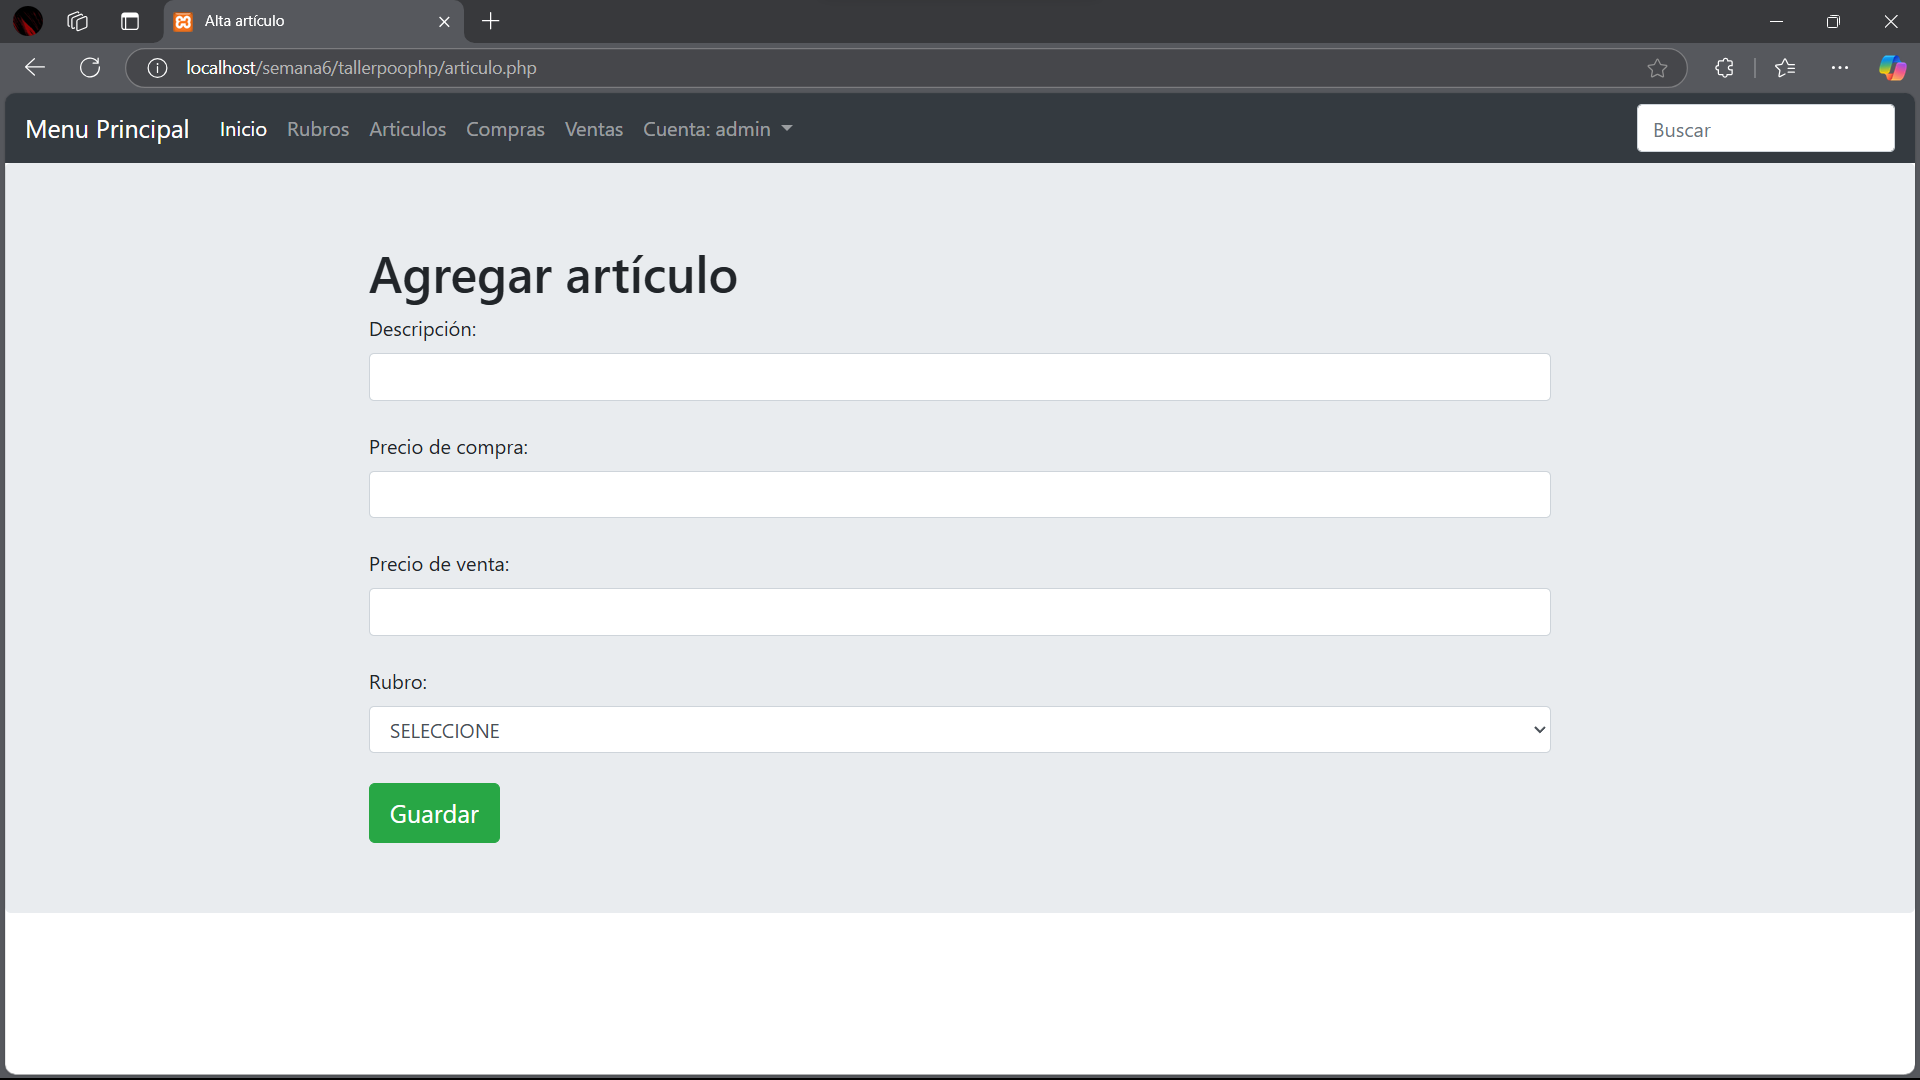 Alta artículo
localhost/semana6/tallerpoophp/articulo.php
Menu Principal Inicio Rubros Articulos Compras Ventas Cuenta: admin Buscar
Agregar artículo
Descripción:
Precio de compra:
Precio de venta:
Rubro:
SELECCIONE
Guardar